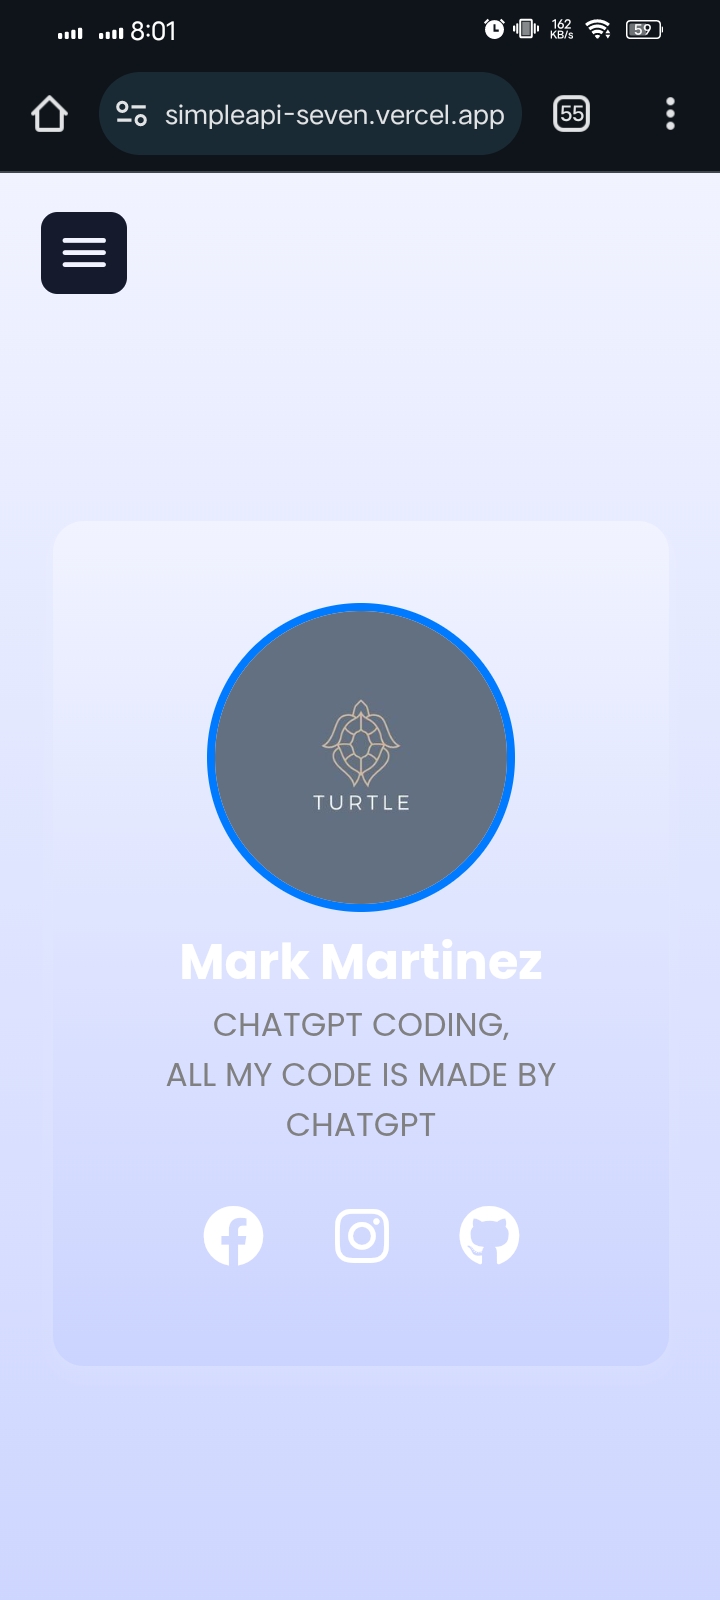 8:01
162
KB/s
59
simpleapi-seven.vercel.app
55
TURTLE
Mark Martinez
CHATGPT CODING,
ALL MY CODE IS MADE BY
CHATGPT